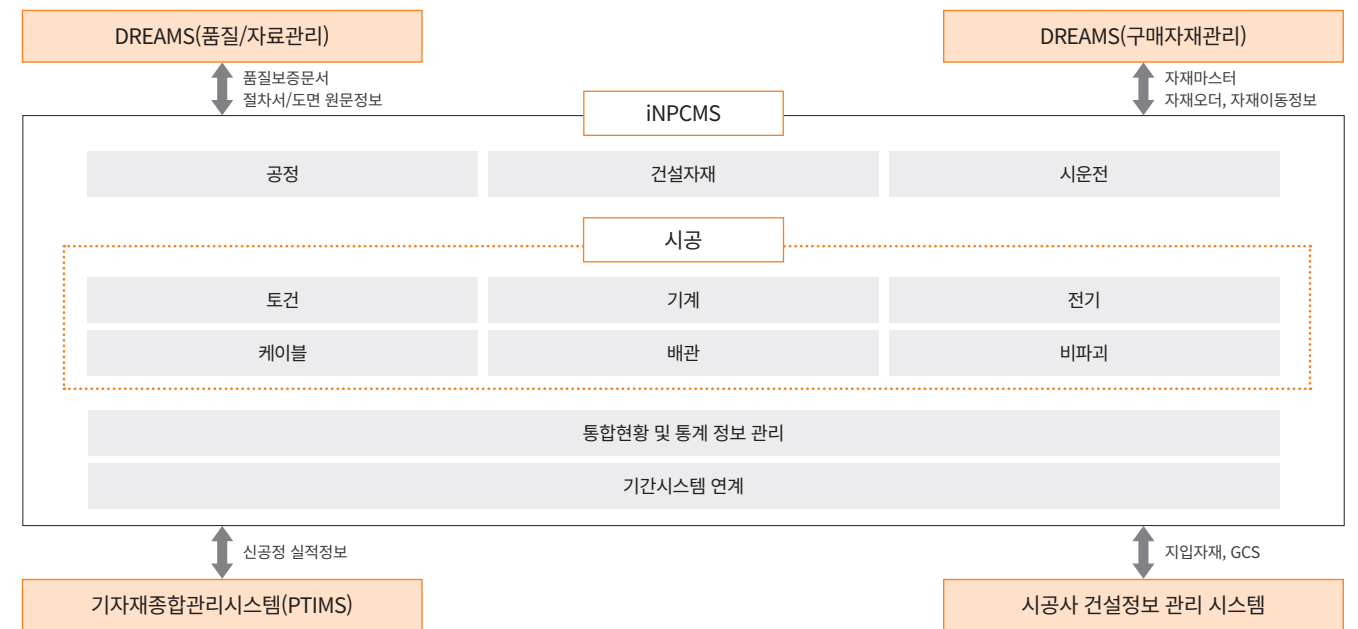 DREAMS(품질/자료관리)
DREAMS(구매자재관리)
품질보증문서
절차서/도면 원문정보
자재마스터
자재오더, 자재이동정보
iNPCMS
공정
건설자재
시운전
시공
토건
기계
전기
케이블
배관
비파괴
통합현황 및 통계 정보 관리
기간시스템 연계
신공정 실적정보
지입자재, GCS
기자재종합관리시스템(PTIMS)
시공사 건설정보 관리 시스템